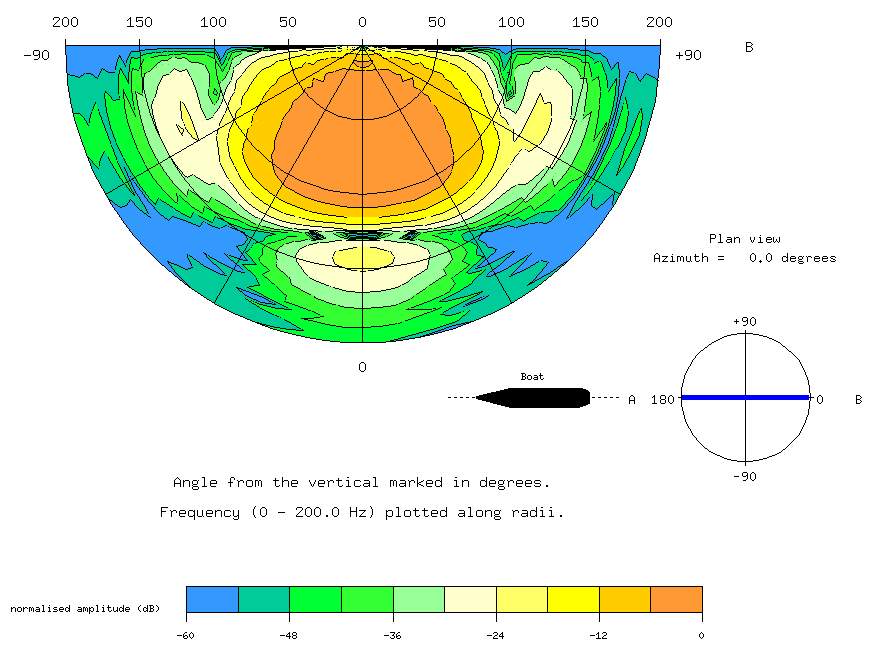 200 150 100 50 0 50 100 150 200
-90 +90 B
Plan view
Azimuth = 0.0 degrees
+90
0
Boat
A 180 0 B
-90
Angle from the vertical marked in degrees.
Frequency (0 - 200.0 Hz) plotted along radii.
normalised amplitude (dB)
-60 -48 -36 -24 -12 0